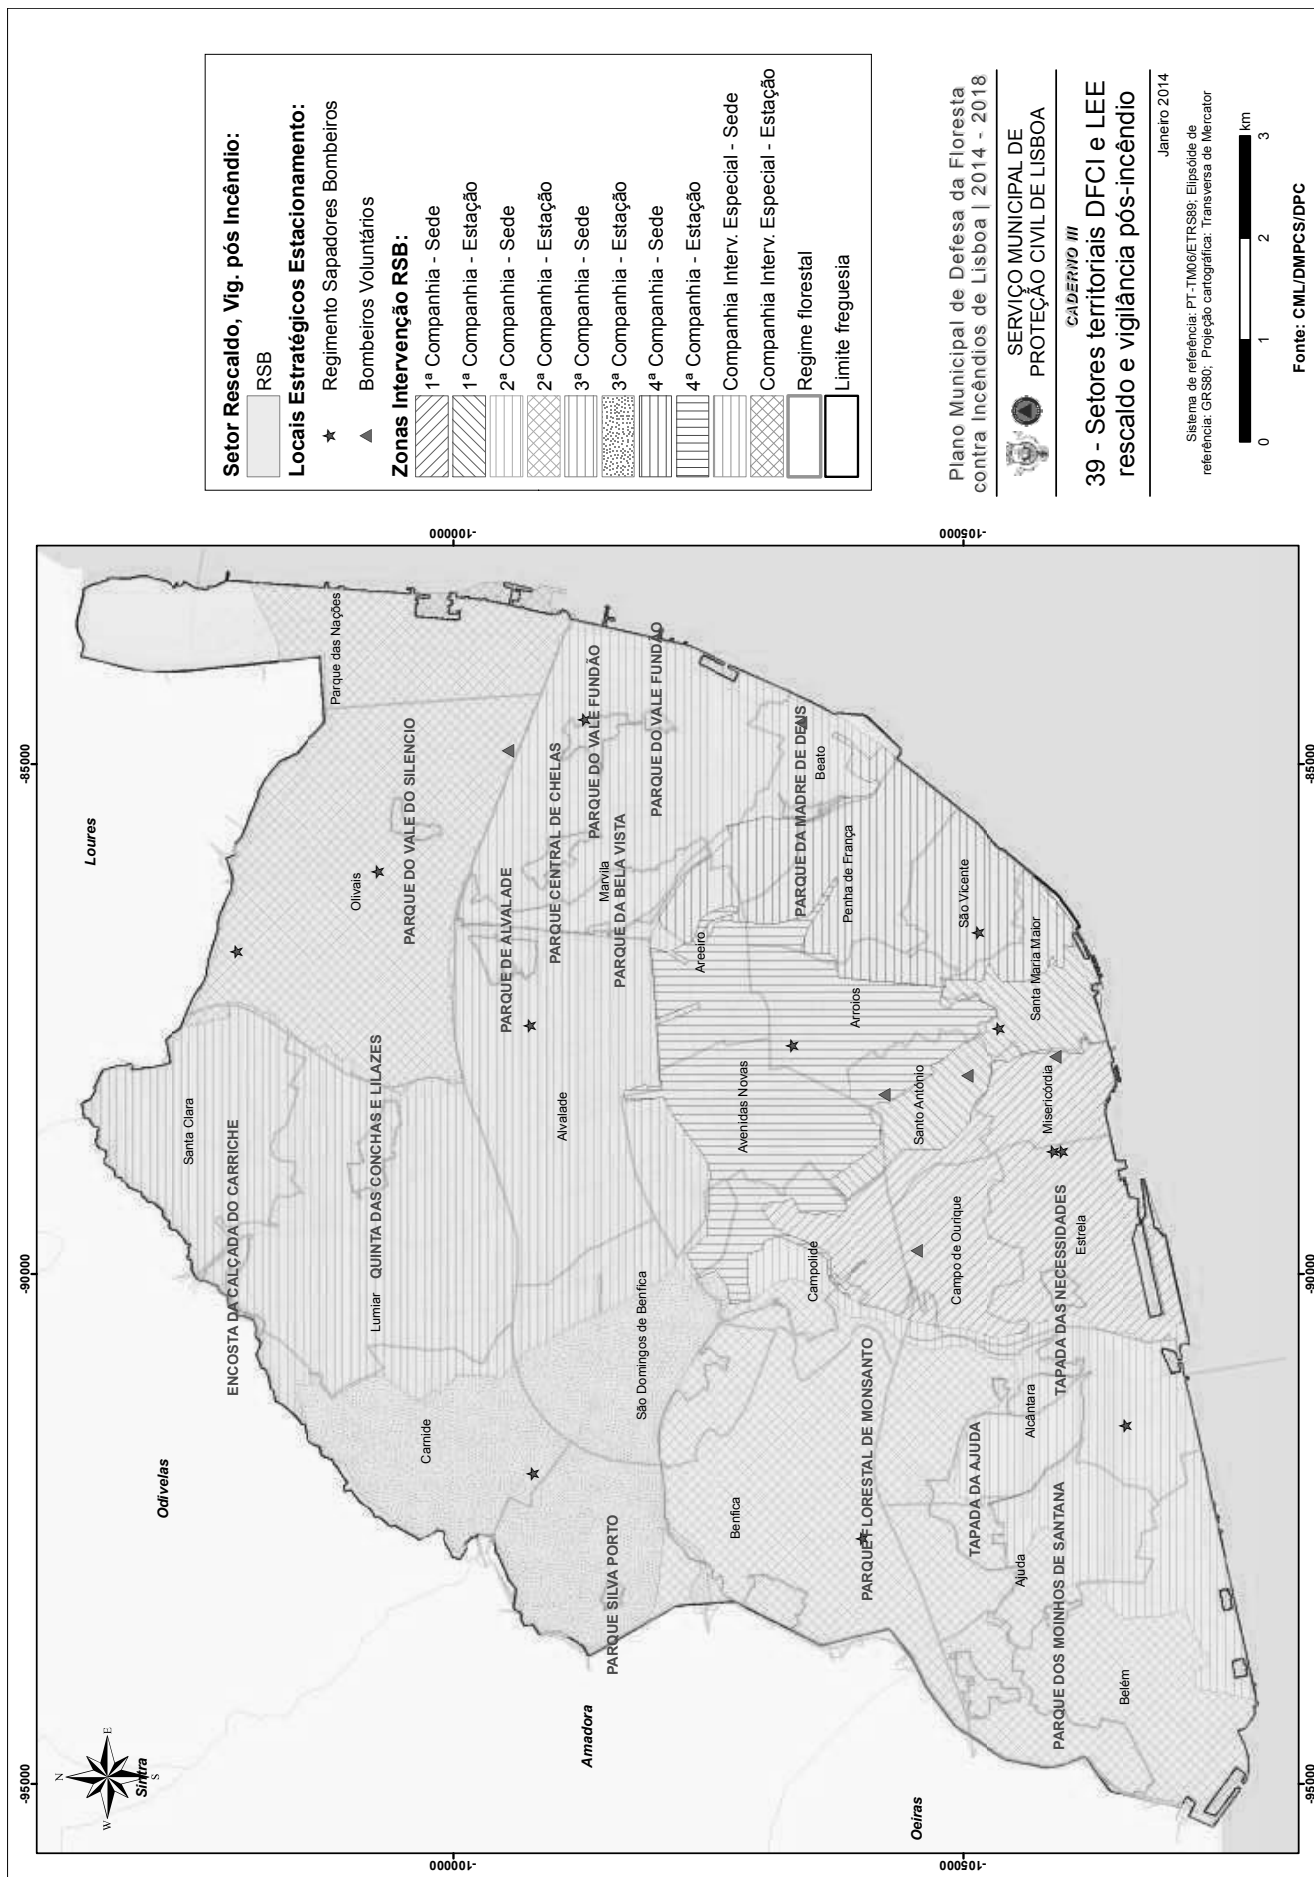 Setor Rescaldo, Vig. pós Incêndio:
RSB
Locais Estratégicos Estacionamento:
Regimento Sapadores Bombeiros
Bombeiros Voluntários
Zonas Intervenção RSB:
1ª Companhia - Sede
1ª Companhia - Estação
2ª Companhia - Sede
2ª Companhia - Estação
3ª Companhia - Sede
3ª Companhia - Estação
4ª Companhia - Sede
4ª Companhia - Estação
Companhia Interv. Especial - Sede
Companhia Interv. Especial - Estação
Regime florestal
Limite freguesia
Plano Municipal de Defesa da Floresta
contra Incêndios de Lisboa | 2014 - 2018
SERVIÇO MUNICIPAL DE
PROTEÇÃO CIVIL DE LISBOA
CADERNO III
39 - Setores territoriais DFCI e LEE
rescaldo e vigilância pós-incêndio
Janeiro 2014
Sistema de referência: PT-TM06/ETRS89; Elipsóide de
referência: GRS80; Projeção cartográfica: Transversa de Mercator
0 1 2 3
km
Fonte: CML/DMPCS/DPC
-95000
-90000
-85000
-100000
-105000
-95000
-90000
-85000
-100000
-105000
N
E
S
W
Sintra
Odivelas
Loures
Amadora
Oeiras
Santa Clara
ENCOSTA DA CALÇADA DO CARRICHE
Parque das Nações
Olivais
Lumiar
QUINTA DAS CONCHAS E LILAZES
PARQUE DO VALE DO SILENCIO
Carnide
PARQUE DE ALVALADE
PARQUE CENTRAL DE CHELAS
Alvalade
PARQUE DO VALE FUNDÃO
Marvila
PARQUE DA BELA VISTA
PARQUE SILVA PORTO
São Domingos de Benfica
PARQUE DO VALE FUNDÃO
Areeiro
Benfica
Avenidas Novas
PARQUE DA MADRE DE DEUS
Beato
Campolide
Penha de França
Arroios
PARQUE FLORESTAL DE MONSANTO
Santo António
São Vicente
Campo de Ourique
TAPADA DA AJUDA
Ajuda
Alcântara
Santa Maria Maior
Misericórdia
TAPADA DAS NECESSIDADES
Estrela
PARQUE DOS MOINHOS DE SANTANA
Belém